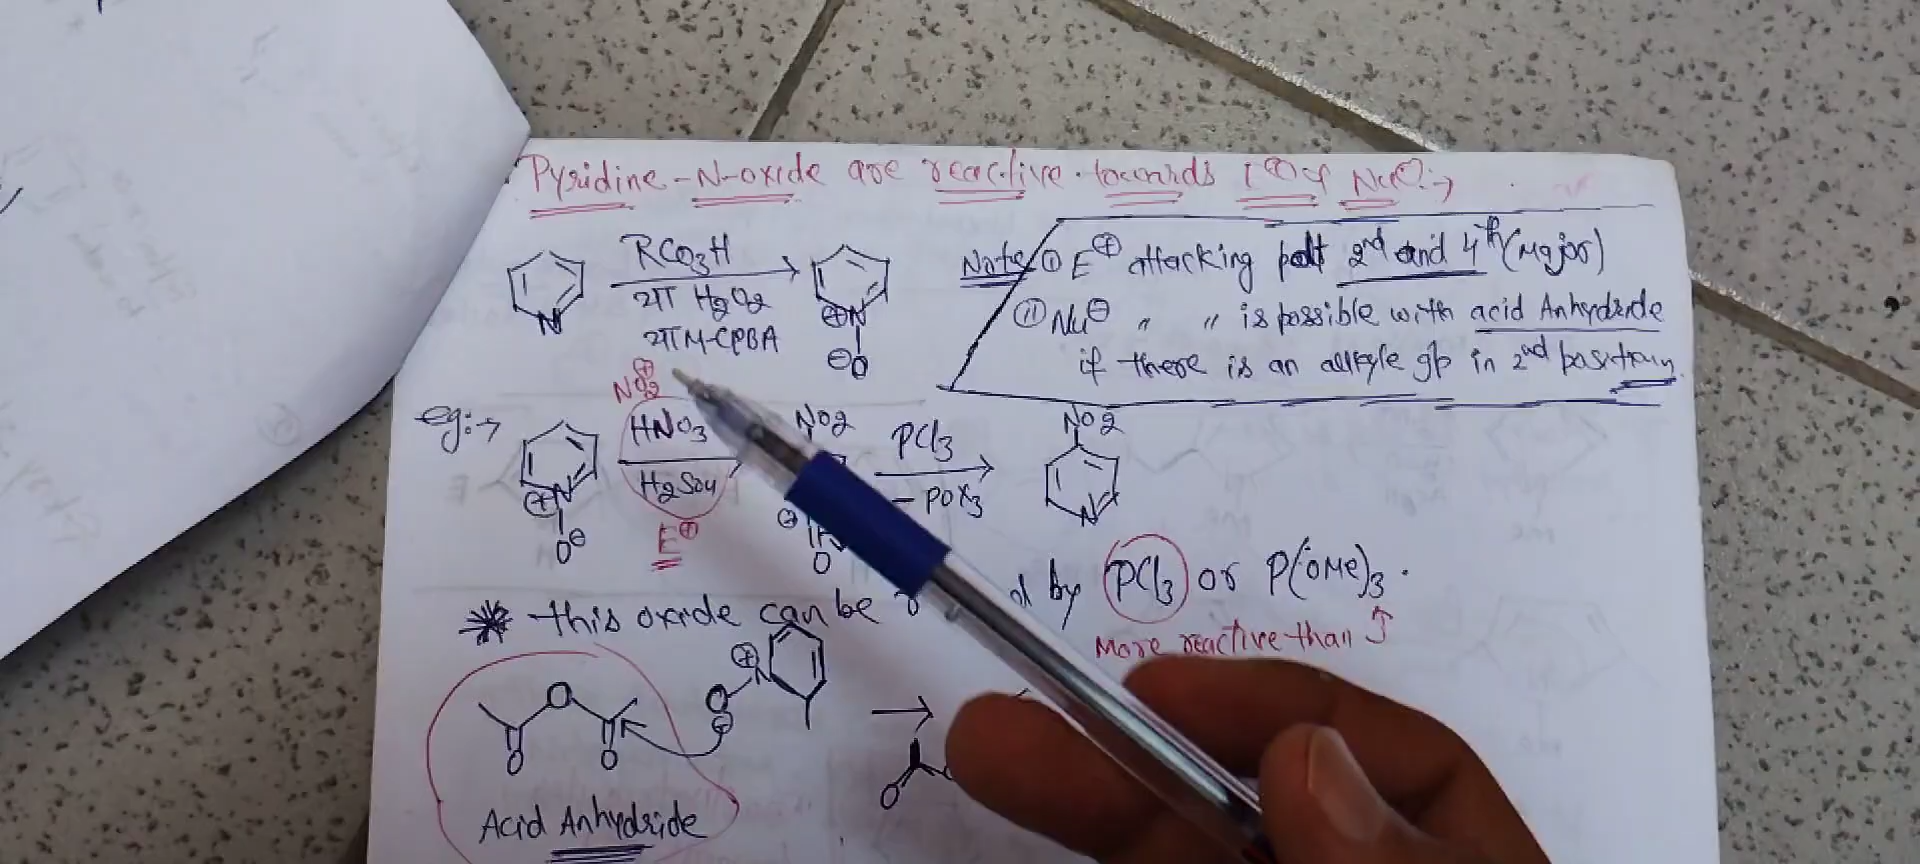 Pyridine-N-oxide are reactive towards E⊕ & Nu⊖:→
RCO3H
या H2O2
या M-CPBA
N
⊕N
⊖O
Note ① E⊕ attacking 2nd and 4th (Major)
② Nu⊖ " " is possible with acid Anhydride
if there is an alkyle gp in 2nd position
eg:→
⊕N
O⊖
NO2⊕
HNO3
H2SO4
E⊕
NO2
O
PCl3
- POX3
NO2
N
* this oxide can be
by PCl3 or P(OMe)3.
More reactive than ↑
O
O
O
O
⊖
⊕
N
→
O
Acid Anhydride